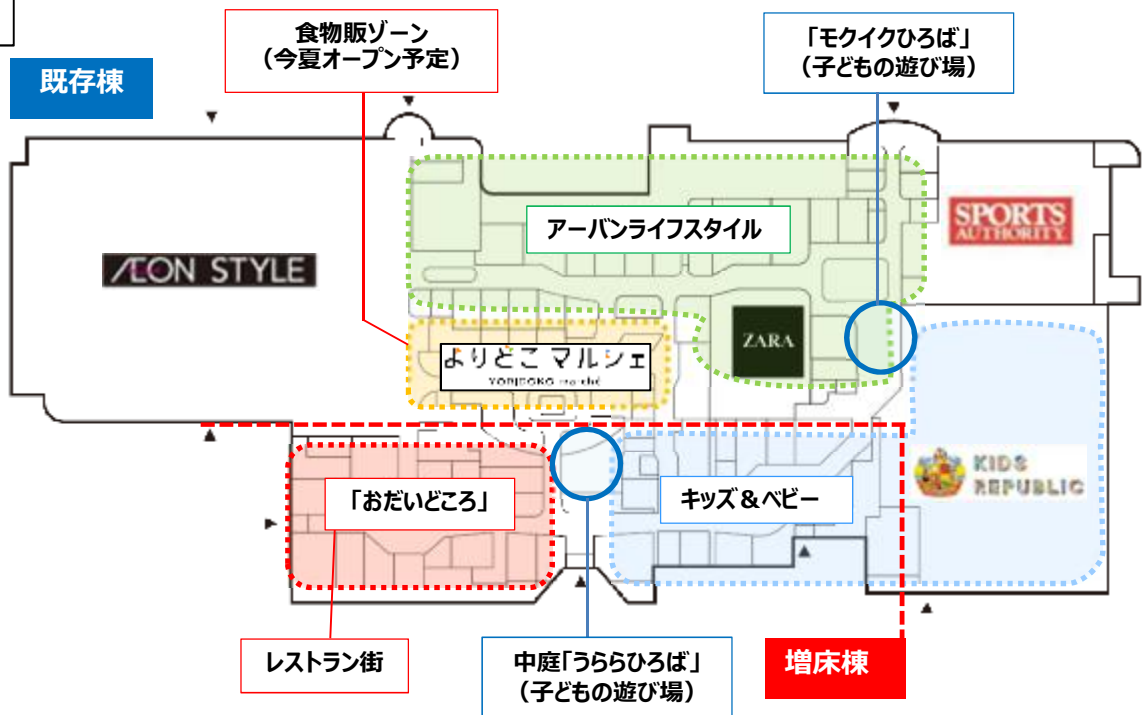 食物販ゾーン
（今夏オープン予定）
「モクイクひろば」
（子どもの遊び場）
既存棟
アーバンライフスタイル
SPORTS
AUTHORITY
ÆON STYLE
ZARA
よりどこ マルシェ
YORIDOKO marché
KIDS
REPUBLIC
「おだいどころ」
キッズ＆ベビー
レストラン街
中庭「うららひろば」
（子どもの遊び場）
増床棟